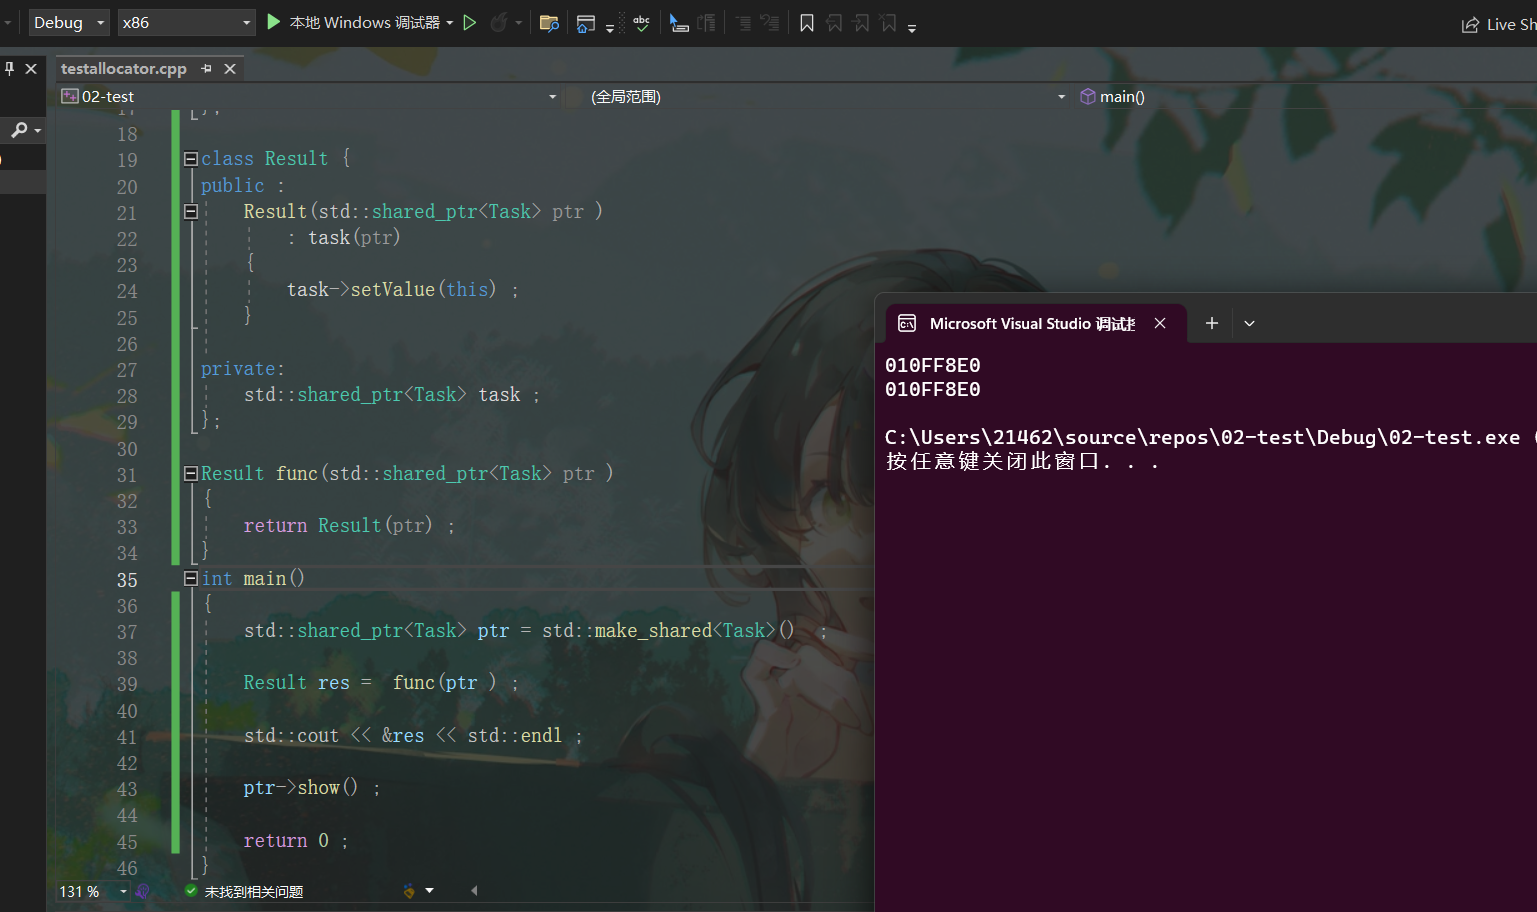 Debug x86 本地 Windows 调试器 Live Sh
testallocator.cpp
02-test (全局范围) main()
17 };
18
19 class Result {
20 public :
21 Result(std::shared_ptr<Task> ptr )
22 : task(ptr)
23 {
24 task->setValue(this) ;
25 }
26
27 private:
28 std::shared_ptr<Task> task ;
29 };
30
31 Result func(std::shared_ptr<Task> ptr )
32 {
33 return Result(ptr) ;
34 }
35 int main()
36 {
37 std::shared_ptr<Task> ptr = std::make_shared<Task>() ;
38
39 Result res = func(ptr ) ;
40
41 std::cout << &res << std::endl ;
42
43 ptr->show() ;
44
45 return 0 ;
46 }
131 % 未找到相关问题
Microsoft Visual Studio 调试
010FF8E0
010FF8E0
C:\Users\21462\source\repos\02-test\Debug\02-test.exe (
按任意键关闭此窗口. . .